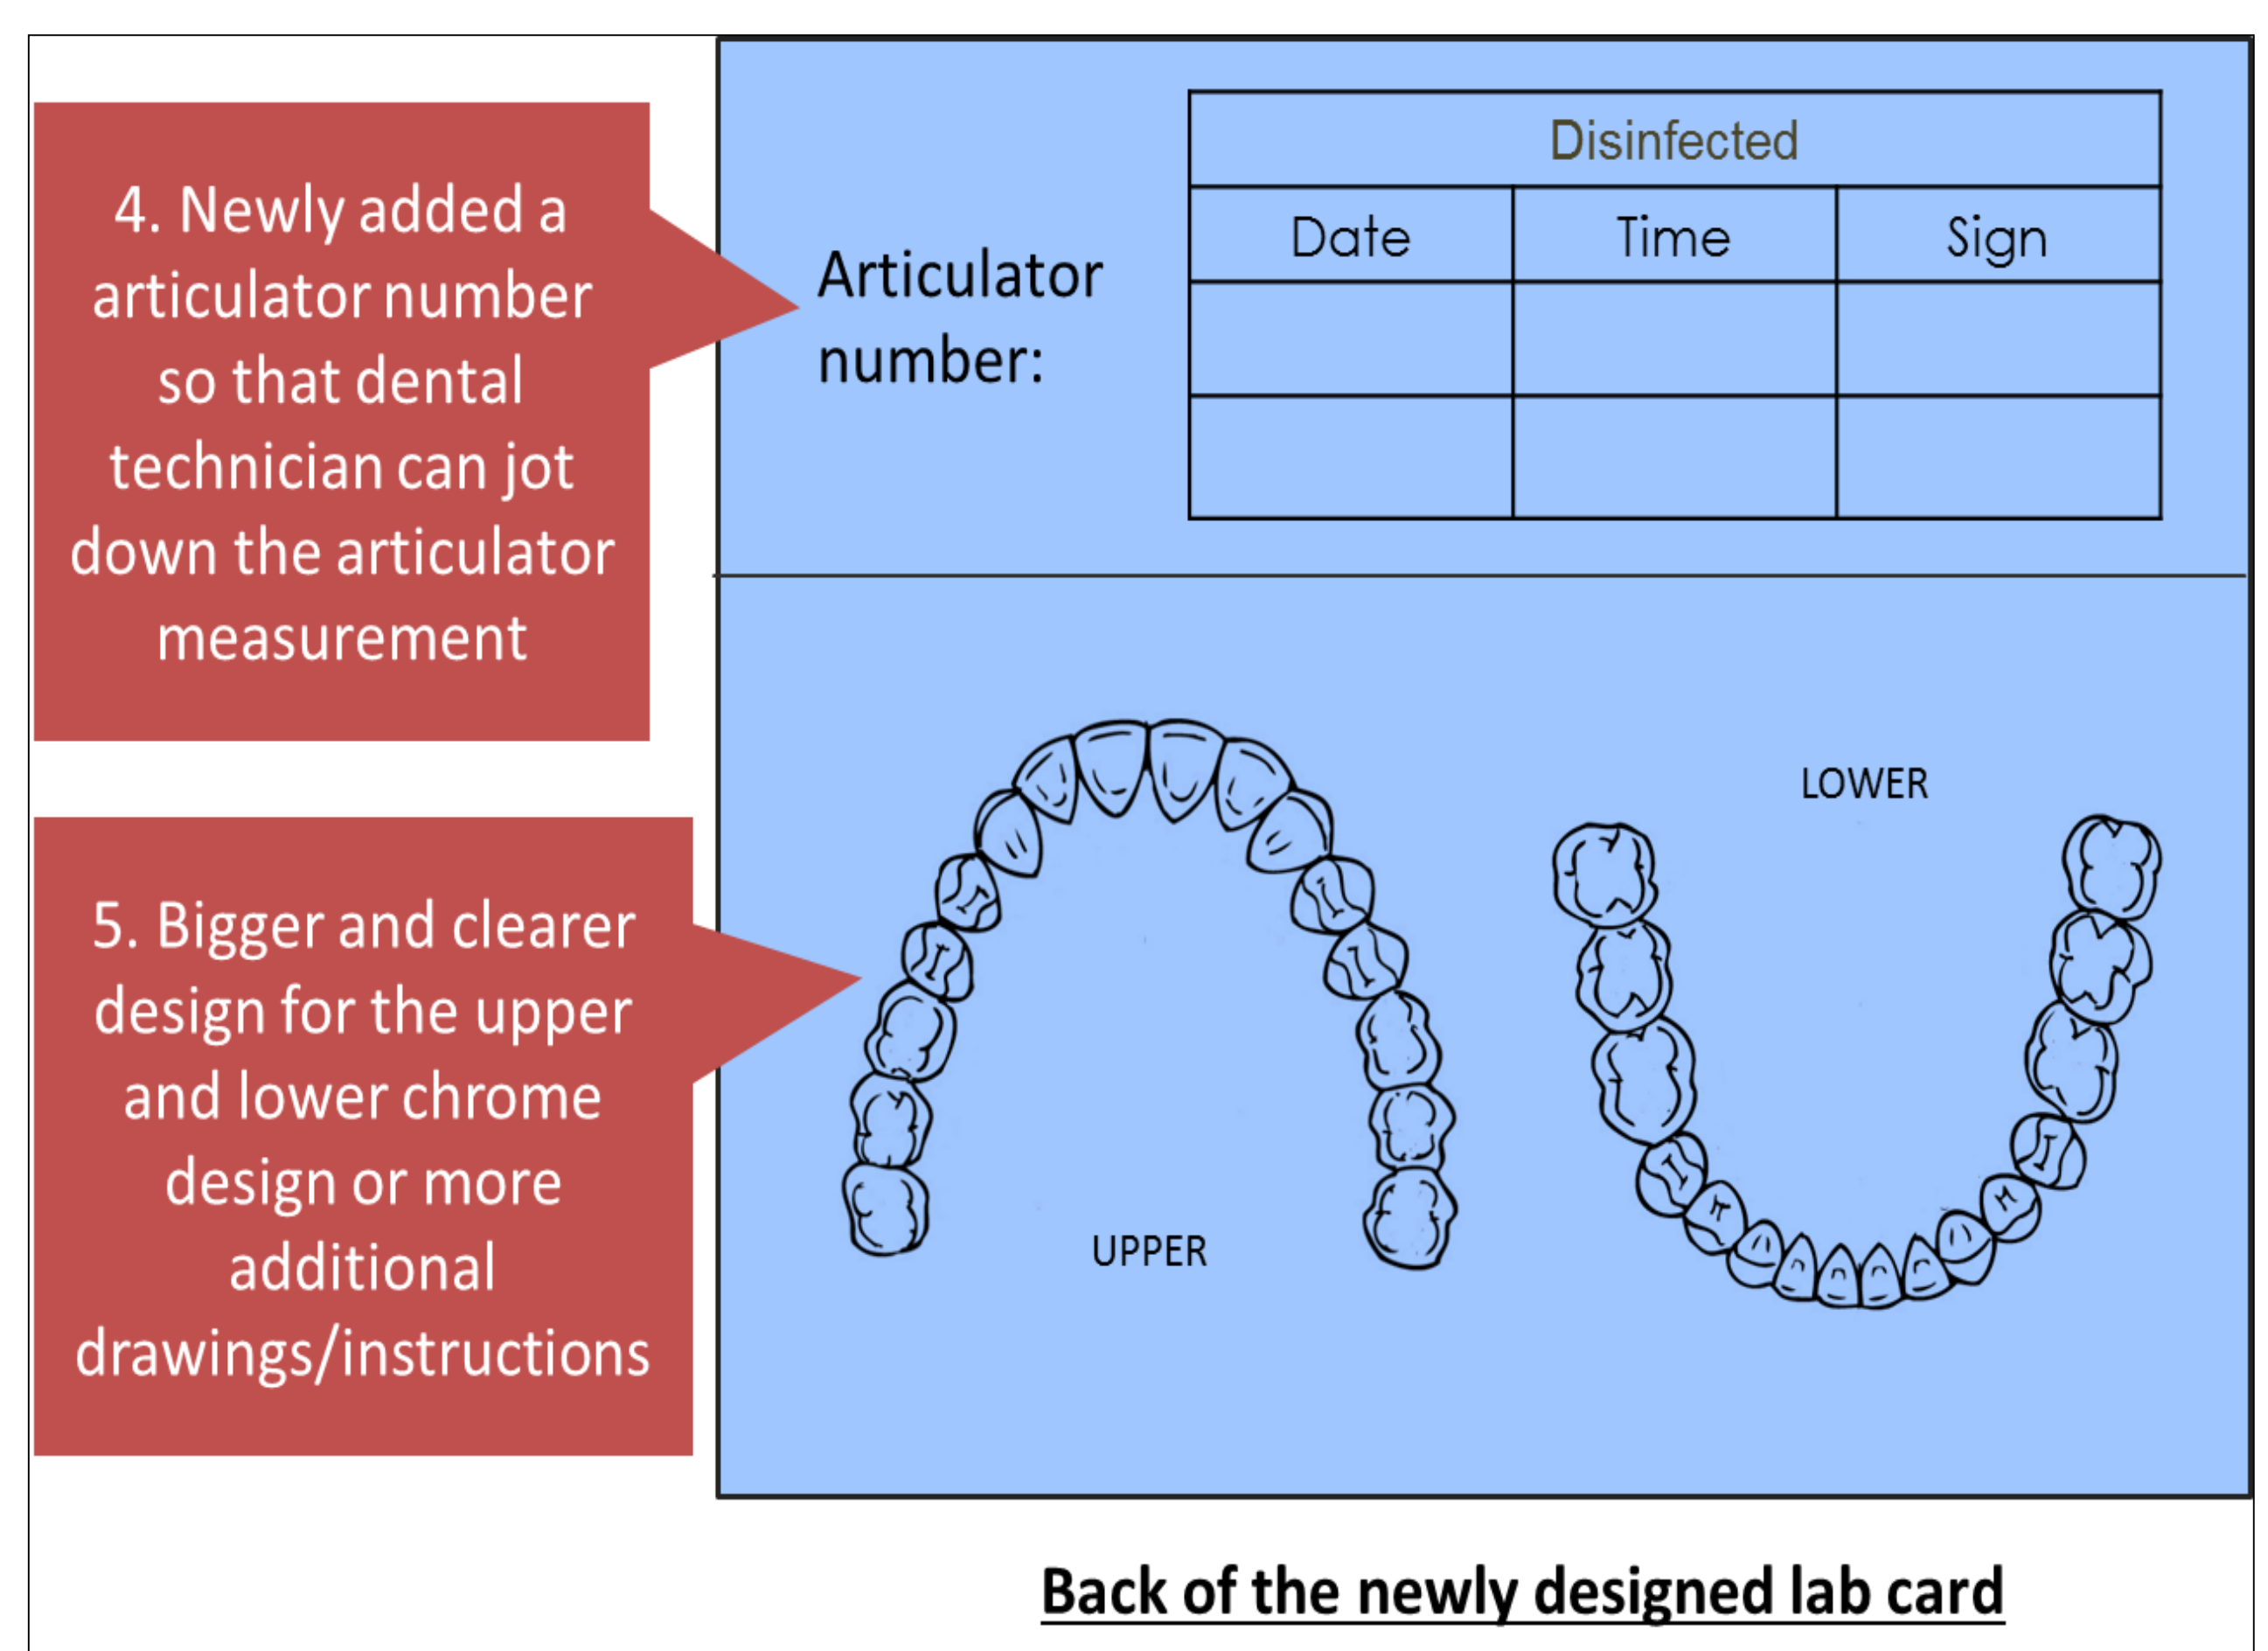 4. Newly added a
articulator number
so that dental
technician can jot
down the articulator
measurement
Articulator
number:
Disinfected
Date Time Sign
5. Bigger and clearer
design for the upper
and lower chrome
design or more
additional
drawings/instructions
UPPER
LOWER
Back of the newly designed lab card